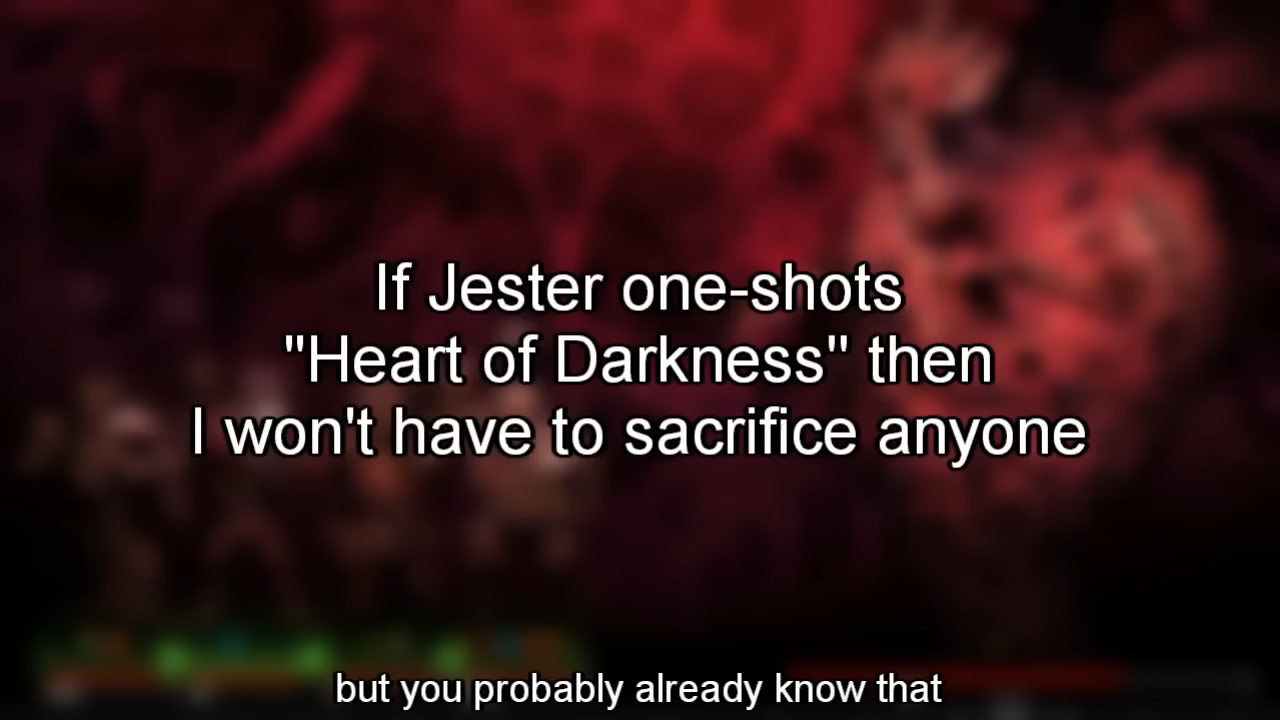 If Jester one-shots
"Heart of Darkness" then
I won't have to sacrifice anyone
but you probably already know that